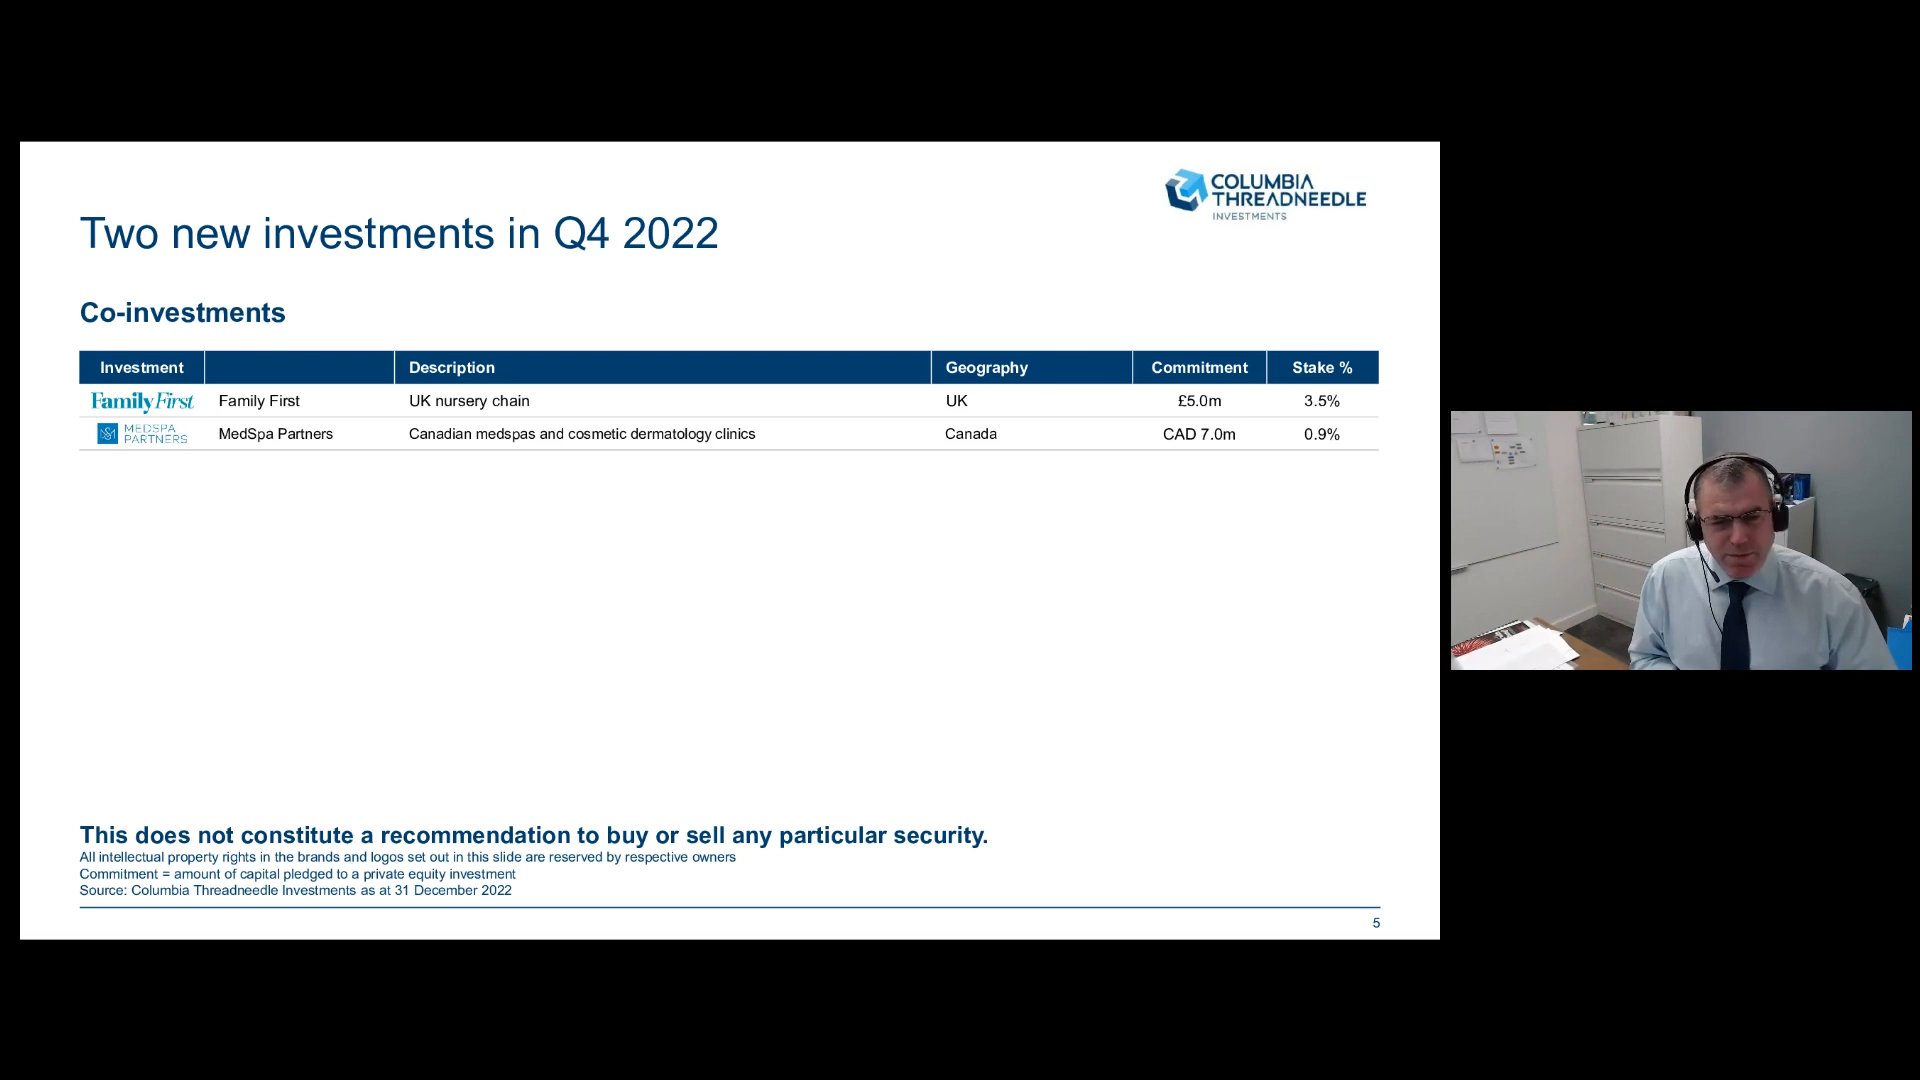 COLUMBIA
THREADNEEDLE
INVESTMENTS
Two new investments in Q4 2022
Co-investments
Investment Description Geography Commitment Stake %
Family First Family First UK nursery chain UK £5.0m 3.5%
MEDSPA
PARTNERS MedSpa Partners Canadian medspas and cosmetic dermatology clinics Canada CAD 7.0m 0.9%
This does not constitute a recommendation to buy or sell any particular security.
All intellectual property rights in the brands and logos set out in this slide are reserved by respective owners
Commitment = amount of capital pledged to a private equity investment
Source: Columbia Threadneedle Investments as at 31 December 2022
5